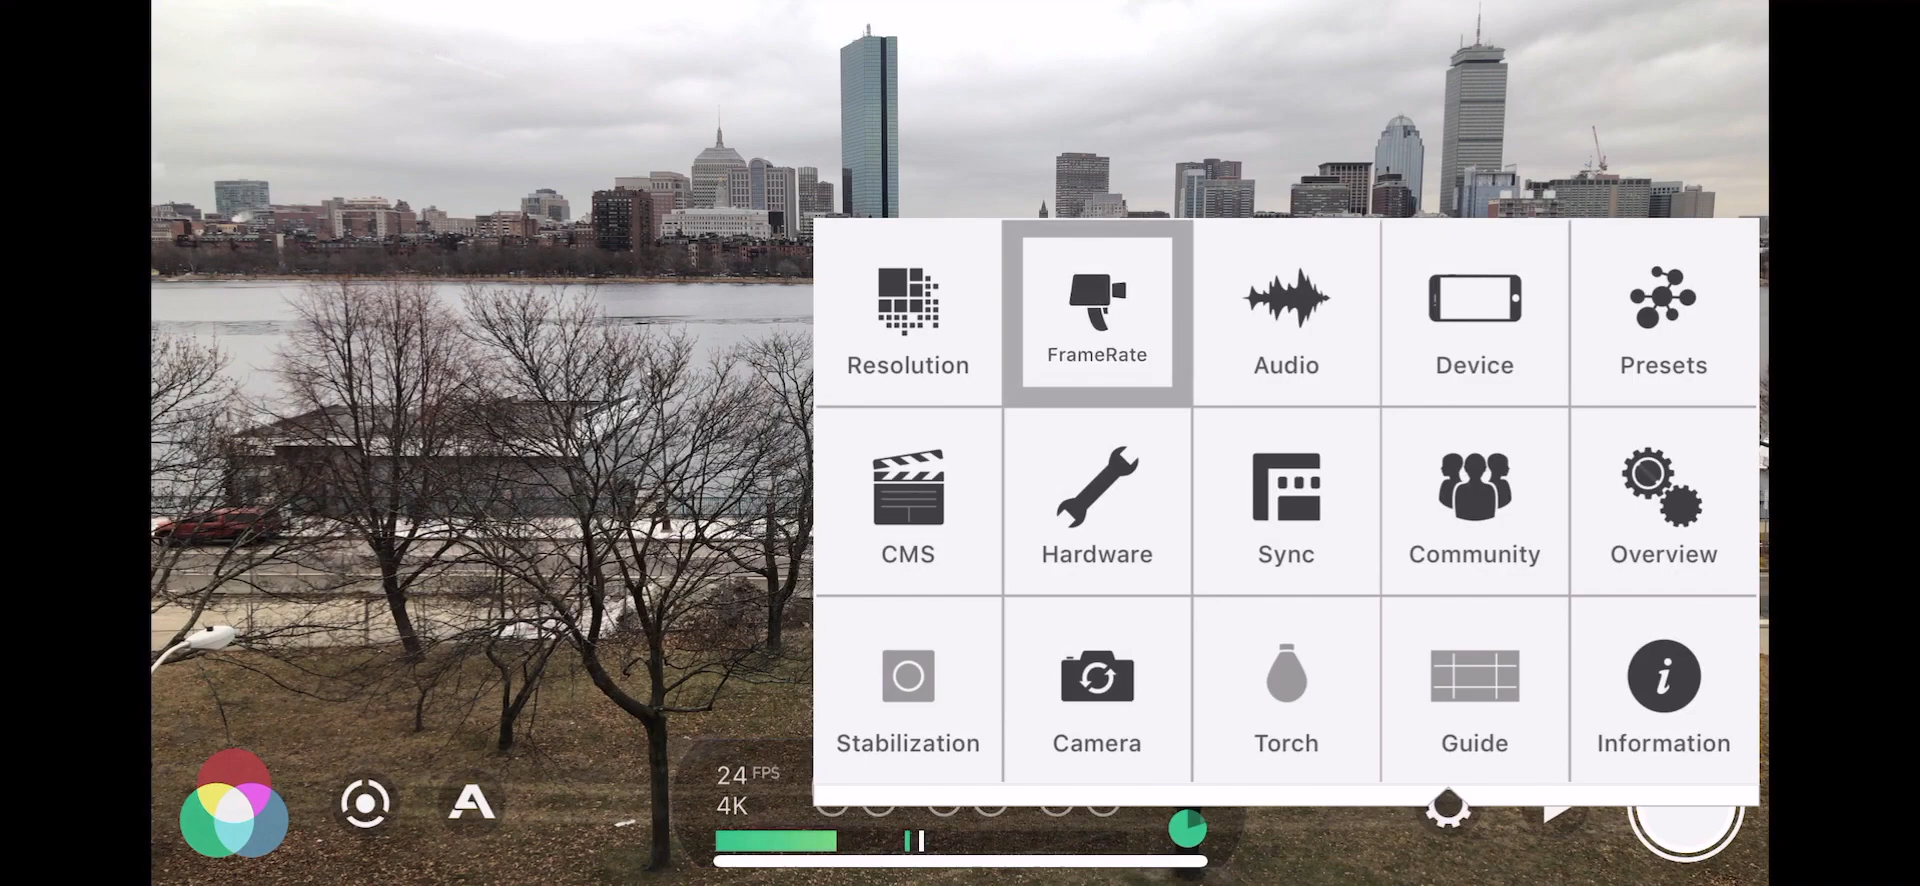 Resolution
FrameRate
Audio
Device
Presets
CMS
Hardware
Sync
Community
Overview
Stabilization
Camera
Torch
Guide
Information
24 FPS
4K